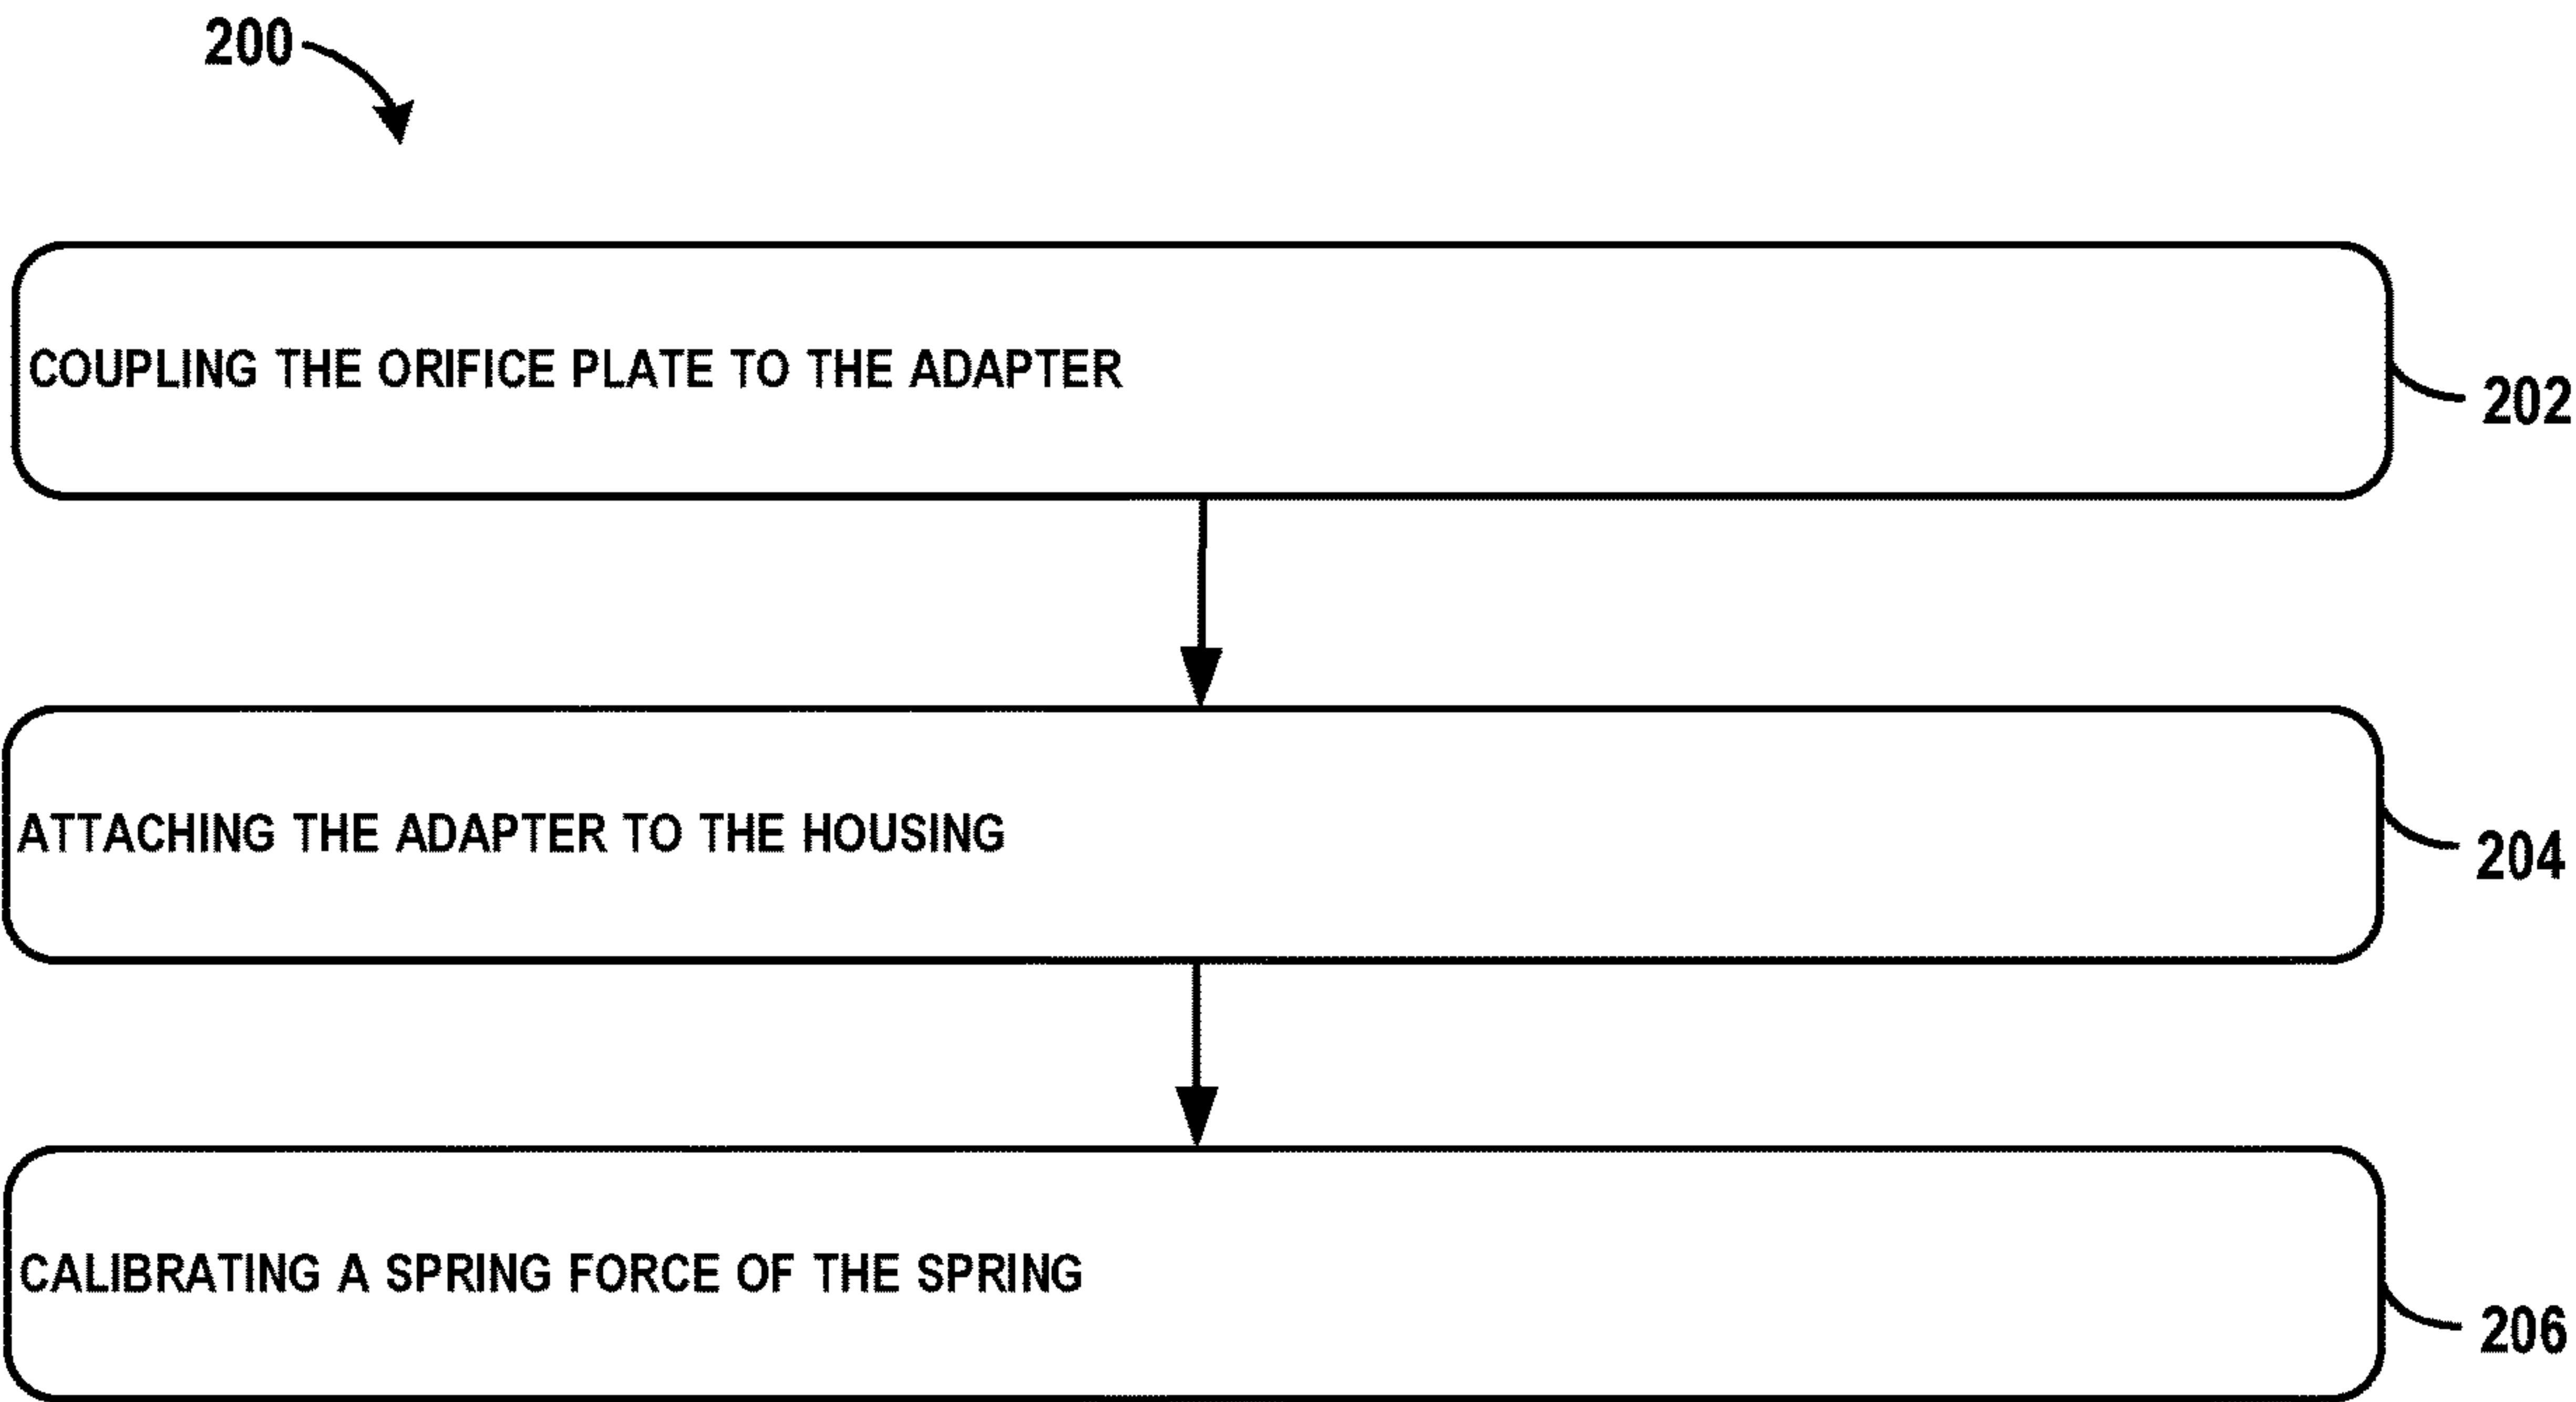 200
COUPLING THE ORIFICE PLATE TO THE ADAPTER
202
ATTACHING THE ADAPTER TO THE HOUSING
204
CALIBRATING A SPRING FORCE OF THE SPRING
206